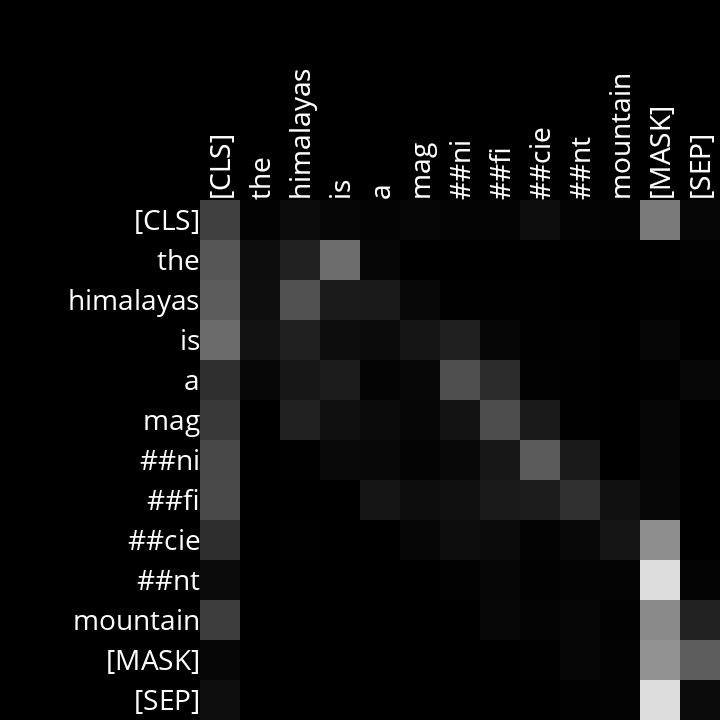 [CLS] the himalayas is a mag ##ni ##fi ##cie ##nt mountain [MASK] [SEP]
[CLS]
the
himalayas
is
a
mag
##ni
##fi
##cie
##nt
mountain
[MASK]
[SEP]